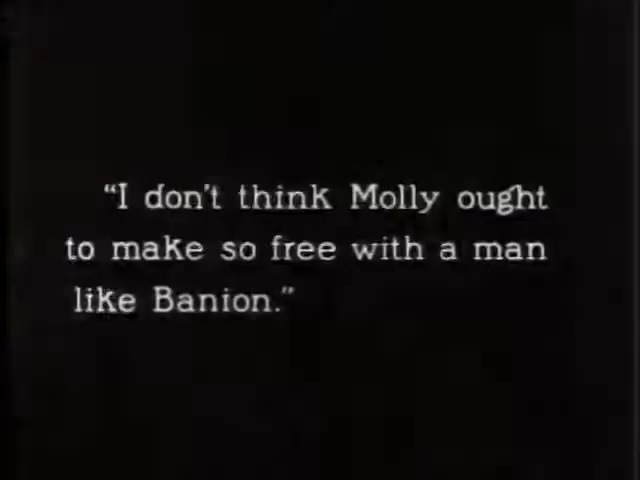 “I don't think Molly ought
to make so free with a man
like Banion.”